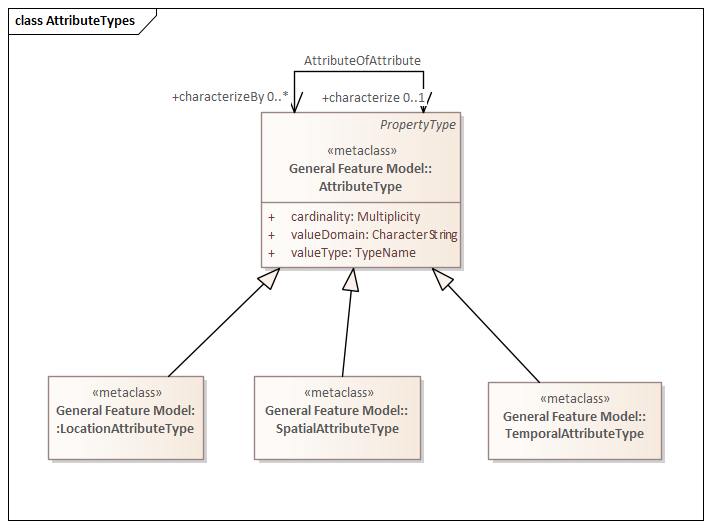 class AttributeTypes
AttributeOfAttribute
+characterizeBy 0..*
+characterize 0..1
PropertyType
«metaclass»
General Feature Model::
AttributeType
+ cardinality: Multiplicity
+ valueDomain: CharacterString
+ valueType: TypeName
«metaclass»
General Feature Model:
:LocationAttributeType
«metaclass»
General Feature Model::
SpatialAttributeType
«metaclass»
General Feature Model::
TemporalAttributeType